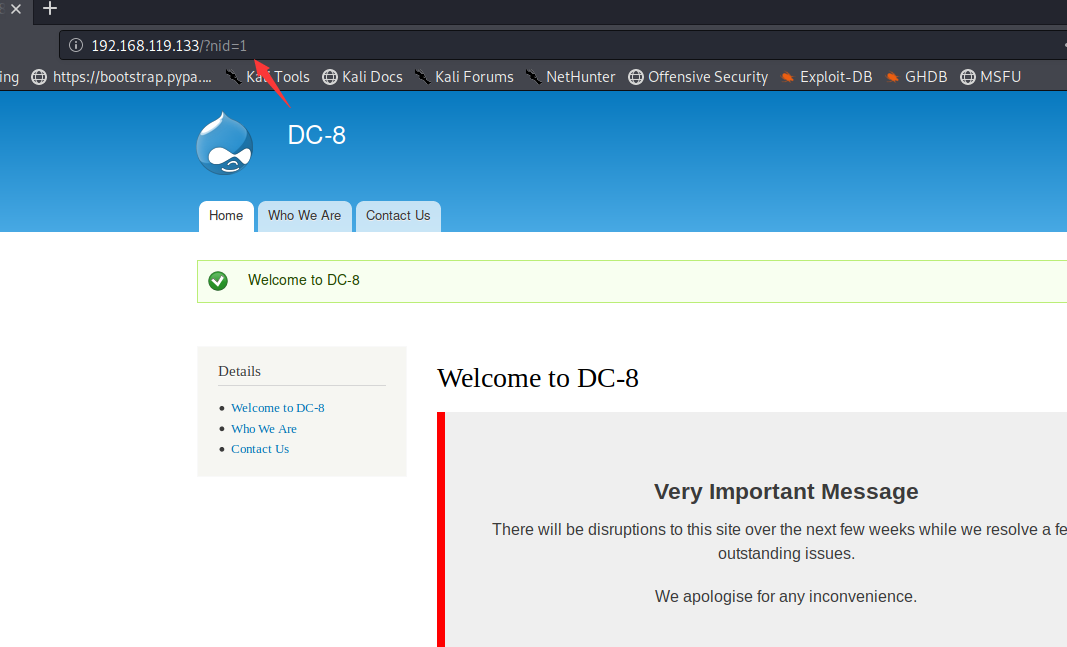 192.168.119.133/?nid=1
ing https://bootstrap.pypa.... Kali Tools Kali Docs Kali Forums NetHunter Offensive Security Exploit-DB GHDB MSFU
DC-8
Home Who We Are Contact Us
Welcome to DC-8
Details
Welcome to DC-8
Who We Are
Contact Us
Welcome to DC-8
Very Important Message
There will be disruptions to this site over the next few weeks while we resolve a fe
outstanding issues.
We apologise for any inconvenience.